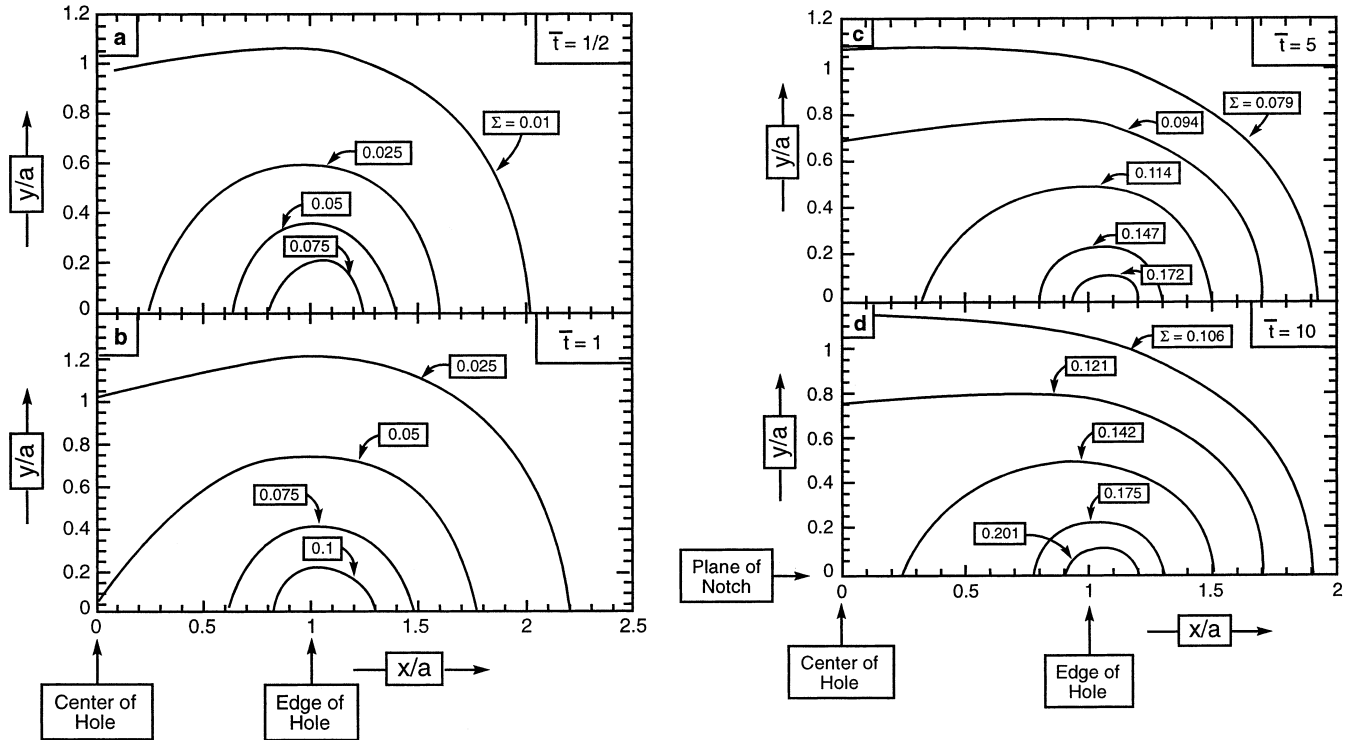 a
t̅ = 1/2
1.2
1
0.8
0.6
0.4
0.2
0
y/a
Σ = 0.01
0.025
0.05
0.075
b
t̅ = 1
1.2
1
0.8
0.6
0.4
0.2
0
y/a
0.025
0.05
0.075
0.1
0
0.5
1
1.5
2
2.5
x/a
Center of
Hole
Edge of
Hole
c
t̅ = 5
1.2
1
0.8
0.6
0.4
0.2
0
y/a
Σ = 0.079
0.094
0.114
0.147
0.172
d
t̅ = 10
1
0.8
0.6
0.4
0.2
0
y/a
Σ = 0.106
0.121
0.142
0.175
0.201
Plane of
Notch
0
0.5
1
1.5
2
x/a
Center of
Hole
Edge of
Hole